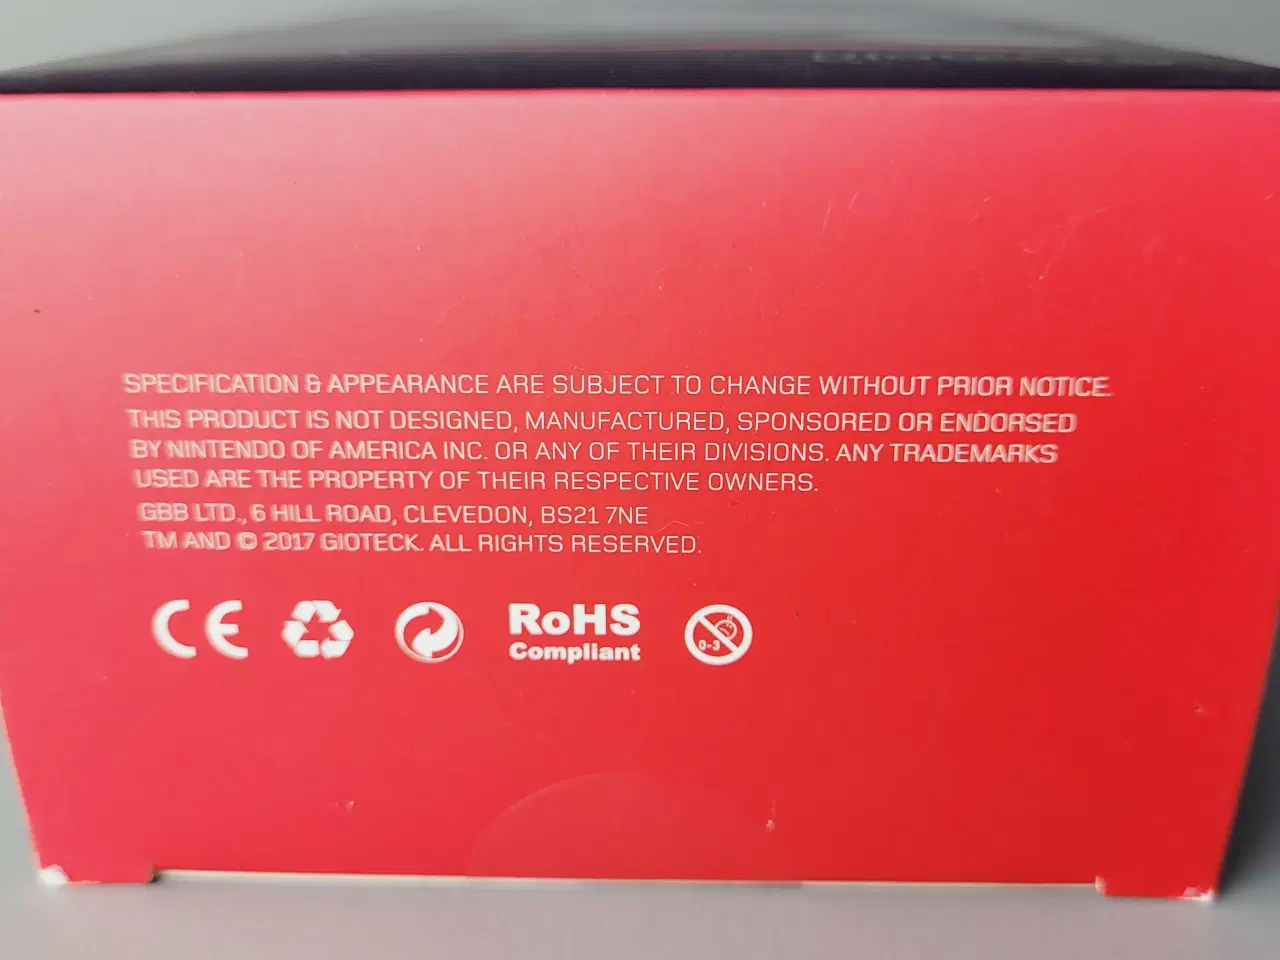 SPECIFICATION & APPEARANCE ARE SUBJECT TO CHANGE WITHOUT PRIOR NOTICE.
THIS PRODUCT IS NOT DESIGNED, MANUFACTURED, SPONSORED OR ENDORSED
BY NINTENDO OF AMERICA INC. OR ANY OF THEIR DIVISIONS. ANY TRADEMARKS
USED ARE THE PROPERTY OF THEIR RESPECTIVE OWNERS.
GBB LTD., 6 HILL ROAD, CLEVEDON, BS21 7NE
TM AND © 2017 GIOTECK. ALL RIGHTS RESERVED.
CE
RoHS
Compliant
0-3